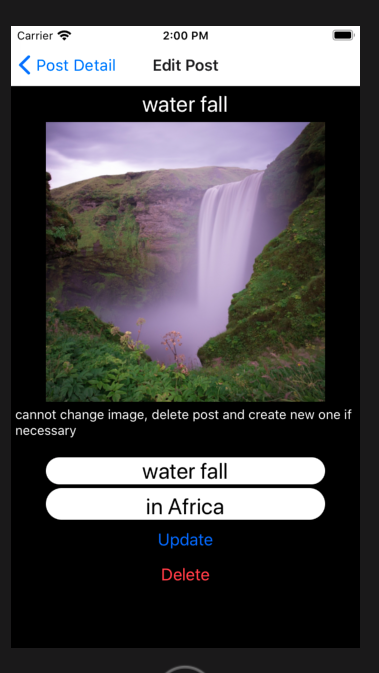 Carrier
2:00 PM
Post Detail
Edit Post
water fall
cannot change image, delete post and create new one if
necessary
water fall
in Africa
Update
Delete